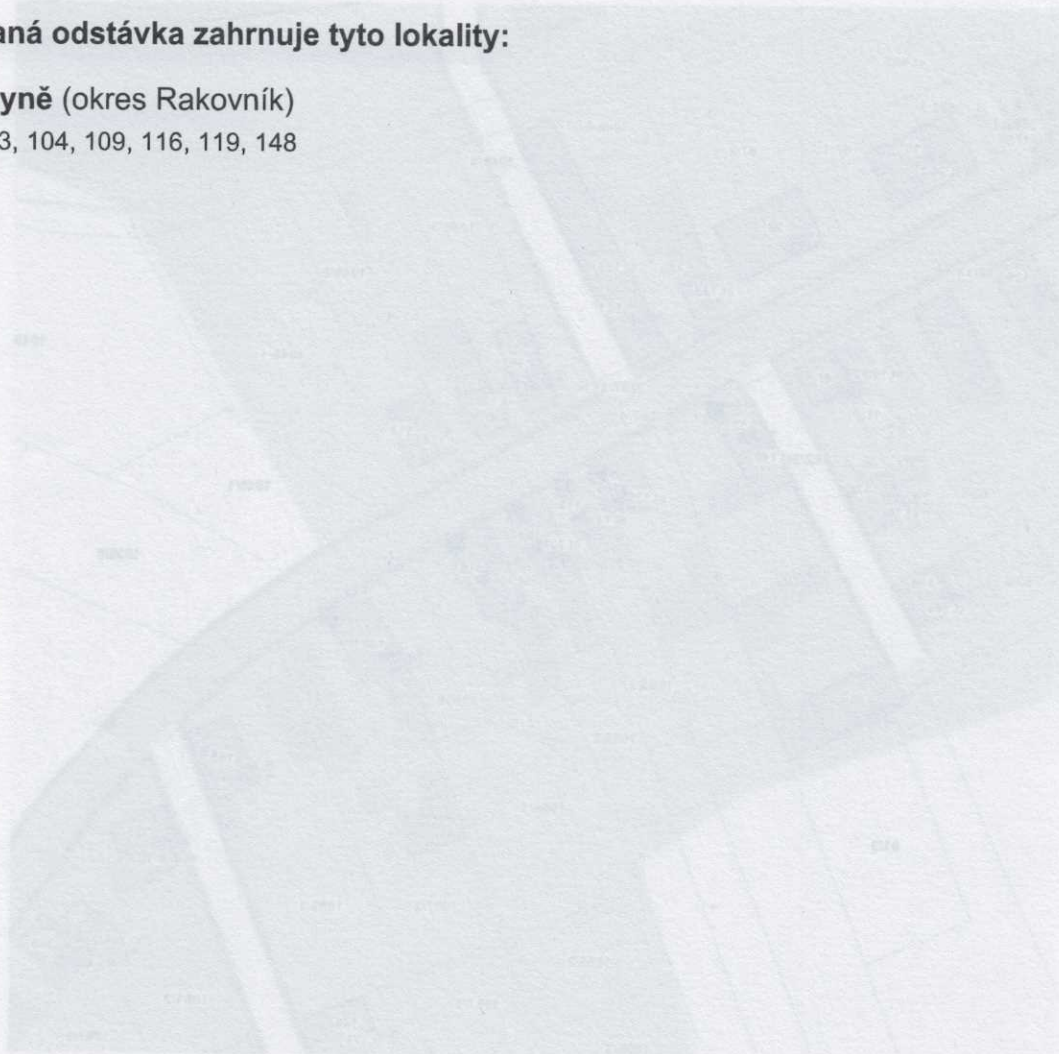 aná odstávka zahrnuje tyto lokality:
yně (okres Rakovník)
3, 104, 109, 116, 119, 148